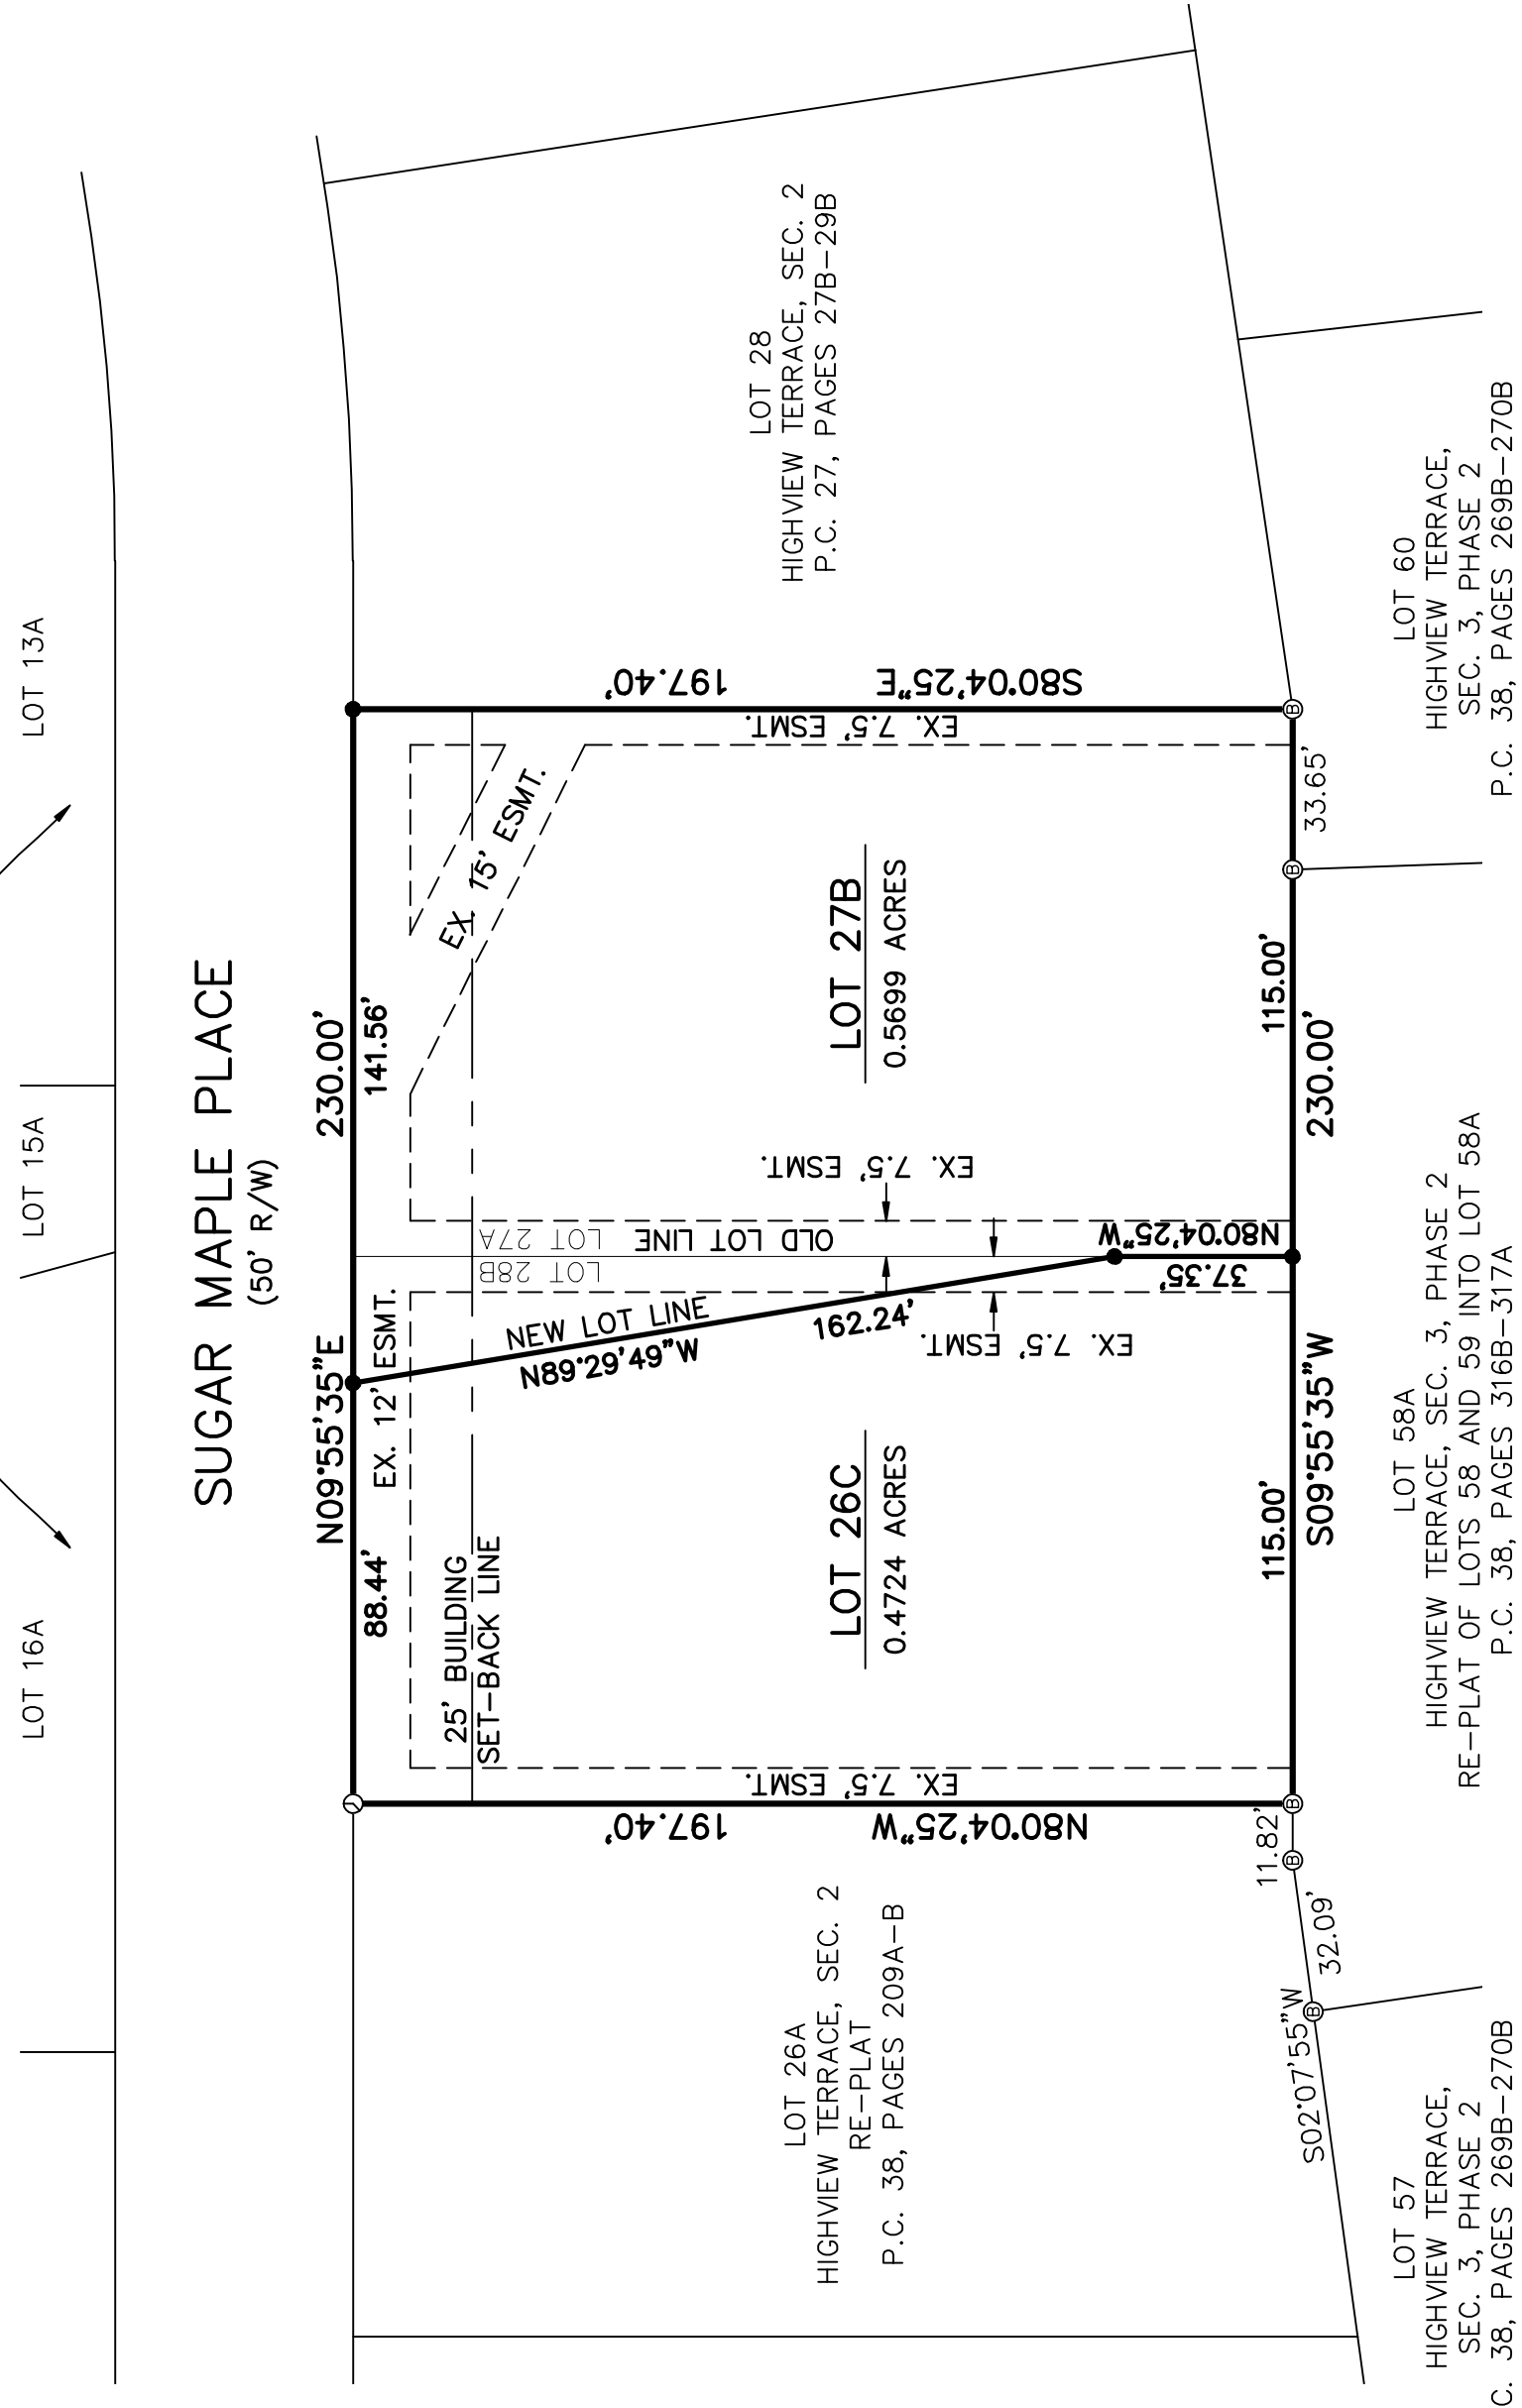 LOT 16A
LOT 15A
LOT 13A
SUGAR MAPLE PLACE
(50' R/W)
N09°55'35"E
230.00'
88.44'
141.56'
EX. 12' ESMT.
25' BUILDING
SET-BACK LINE
EX. 15' ESMT.
N80°04'25"W
197.40'
EX. 7.5' ESMT.
LOT 26C
0.4724 ACRES
NEW LOT LINE
N89°29'49"W
162.24'
LOT 28B
LOT 27A
OLD LOT LINE
EX. 7.5' ESMT.
EX. 7.5' ESMT.
37.35'
N80°04'25"W
LOT 27B
0.5699 ACRES
EX. 7.5' ESMT.
197.40'
S80°04'25"E
115.00'
115.00'
S09°55'35"W
230.00'
33.65'
11.82'
32.09'
S02°07'55"W
B
B
B
B
B
LOT 26A
HIGHVIEW TERRACE, SEC. 2
RE-PLAT
P.C. 38, PAGES 209A-B
LOT 28
HIGHVIEW TERRACE, SEC. 2
P.C. 27, PAGES 27B-29B
LOT 57
HIGHVIEW TERRACE,
SEC. 3, PHASE 2
C. 38, PAGES 269B-270B
LOT 58A
HIGHVIEW TERRACE, SEC. 3, PHASE 2
RE-PLAT OF LOTS 58 AND 59 INTO LOT 58A
P.C. 38, PAGES 316B-317A
LOT 60
HIGHVIEW TERRACE,
SEC. 3, PHASE 2
P.C. 38, PAGES 269B-270B